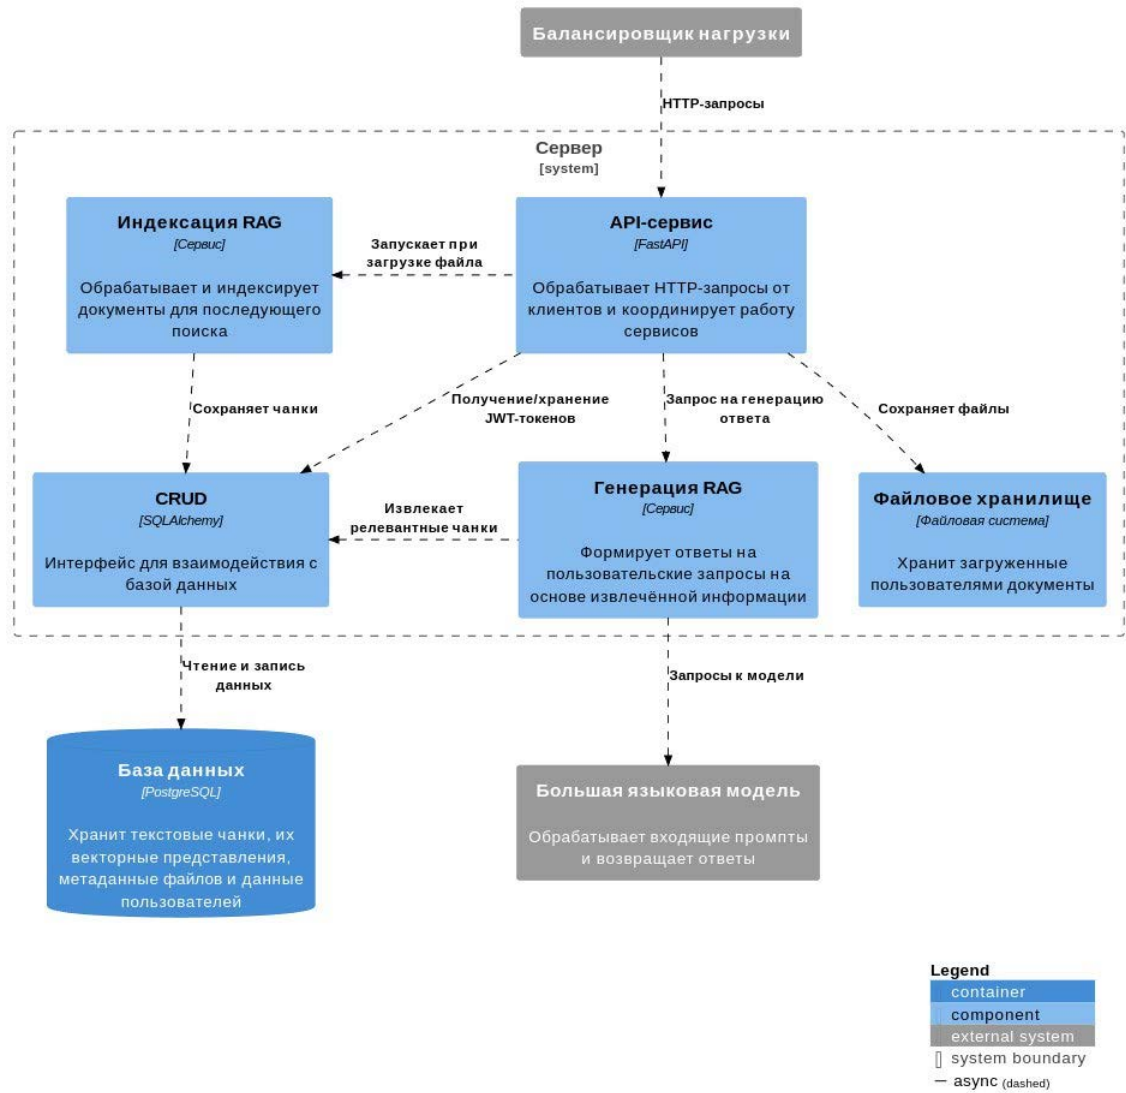 Балансировщик нагрузки
HTTP-запросы
Сервер
[system]
Индексация RAG
[Сервис]
Обрабатывает и индексирует
документы для последующего
поиска
Запускает при
загрузке файла
API-сервис
[FastAPI]
Обрабатывает HTTP-запросы от
клиентов и координирует работу
сервисов
Сохраняет чанки
Получение/хранение
JWT-токенов
Запрос на генерацию
ответа
Сохраняет файлы
CRUD
[SQLAlchemy]
Интерфейс для взаимодействия с
базой данных
Извлекает
релевантные чанки
Генерация RAG
[Сервис]
Формирует ответы на
пользовательские запросы на
основе извлечённой информации
Файловое хранилище
[Файловая система]
Хранит загруженные
пользователями документы
Чтение и запись
данных
Запросы к модели
База данных
[PostgreSQL]
Хранит текстовые чанки, их
векторные представления,
метаданные файлов и данные
пользователей
Большая языковая модель
Обрабатывает входящие промпты
и возвращает ответы
Legend
container
component
external system
system boundary
async (dashed)